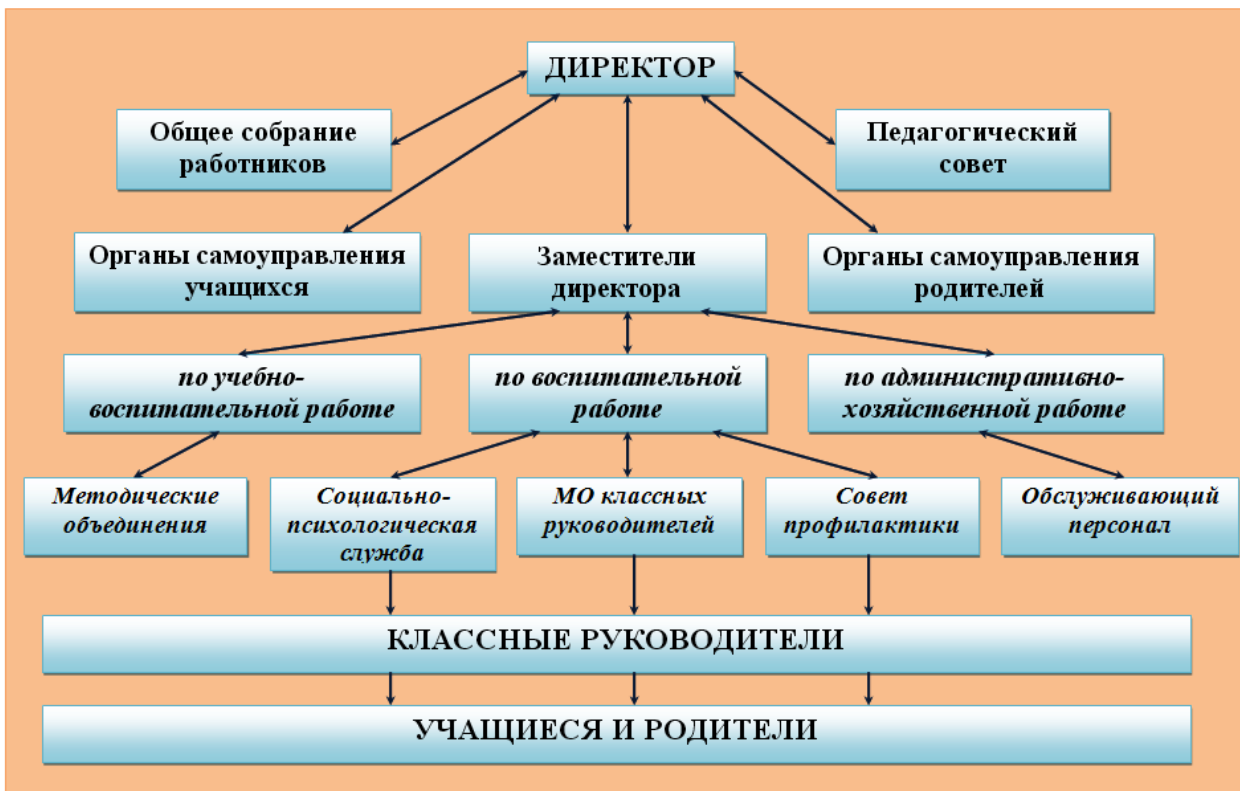 ДИРЕКТОР
Общее собрание
работников
Педагогический
совет
Органы самоуправления
учащихся
Заместители
директора
Органы самоуправления
родителей
по учебно-
воспитательной работе
по воспитательной
работе
по административно-
хозяйственной работе
Методические
объединения
Социально-
психологическая
служба
МО классных
руководителей
Совет
профилактики
Обслуживающий
персонал
КЛАССНЫЕ РУКОВОДИТЕЛИ
УЧАЩИЕСЯ И РОДИТЕЛИ